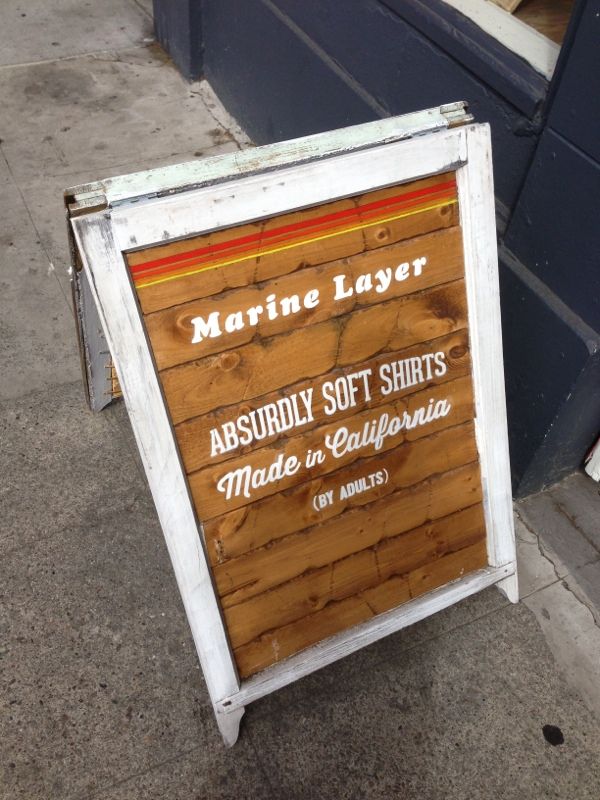 Marine Layer
ABSURDLY SOFT SHIRTS
Made in California
(BY ADULTS)